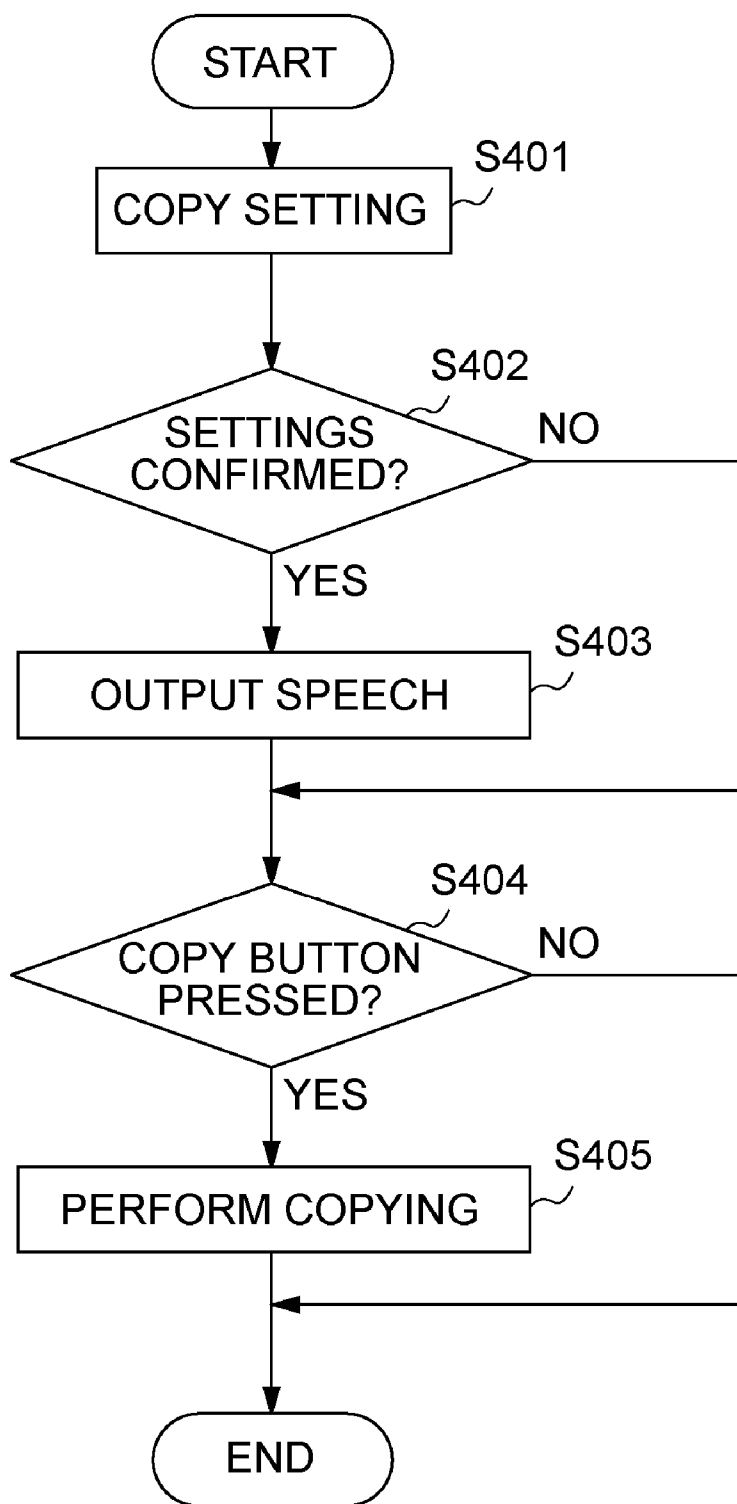 START
S401
COPY SETTING
S402
SETTINGS
CONFIRMED?
NO
YES
S403
OUTPUT SPEECH
S404
COPY BUTTON
PRESSED?
NO
YES
S405
PERFORM COPYING
END